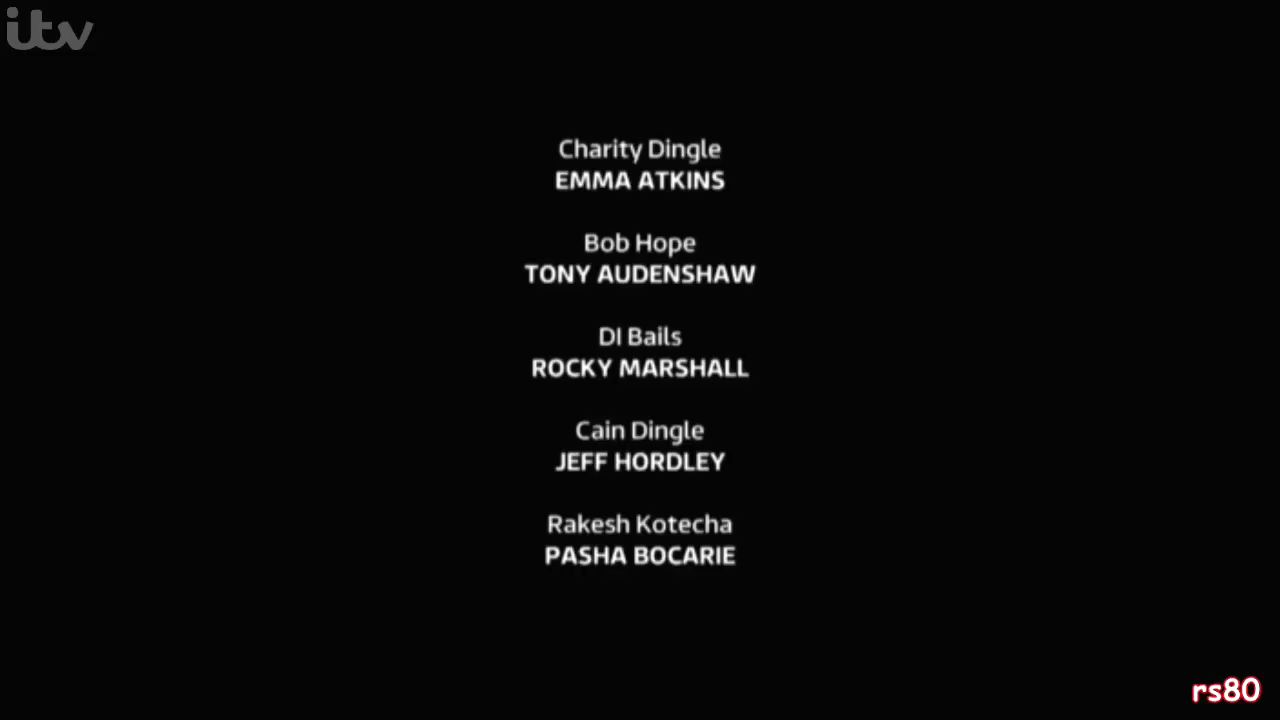 itv
Charity Dingle
EMMA ATKINS
Bob Hope
TONY AUDENSHAW
DI Bails
ROCKY MARSHALL
Cain Dingle
JEFF HORDLEY
Rakesh Kotecha
PASHA BOCARIE
rs80